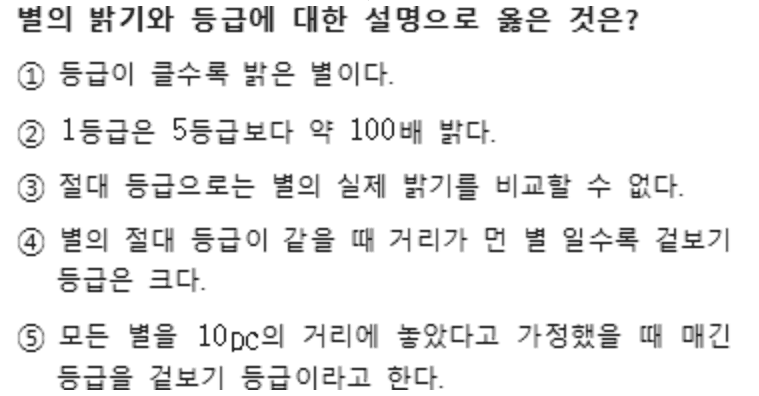 별의 밝기와 등급에 대한 설명으로 옳은 것은?
① 등급이 클수록 밝은 별이다.
② 1등급은 5등급보다 약 100배 밝다.
③ 절대 등급으로는 별의 실제 밝기를 비교할 수 없다.
④ 별의 절대 등급이 같을 때 거리가 먼 별 일수록 겉보기
등급은 크다.
⑤ 모든 별을 10pc의 거리에 놓았다고 가정했을 때 매긴
등급을 겉보기 등급이라고 한다.